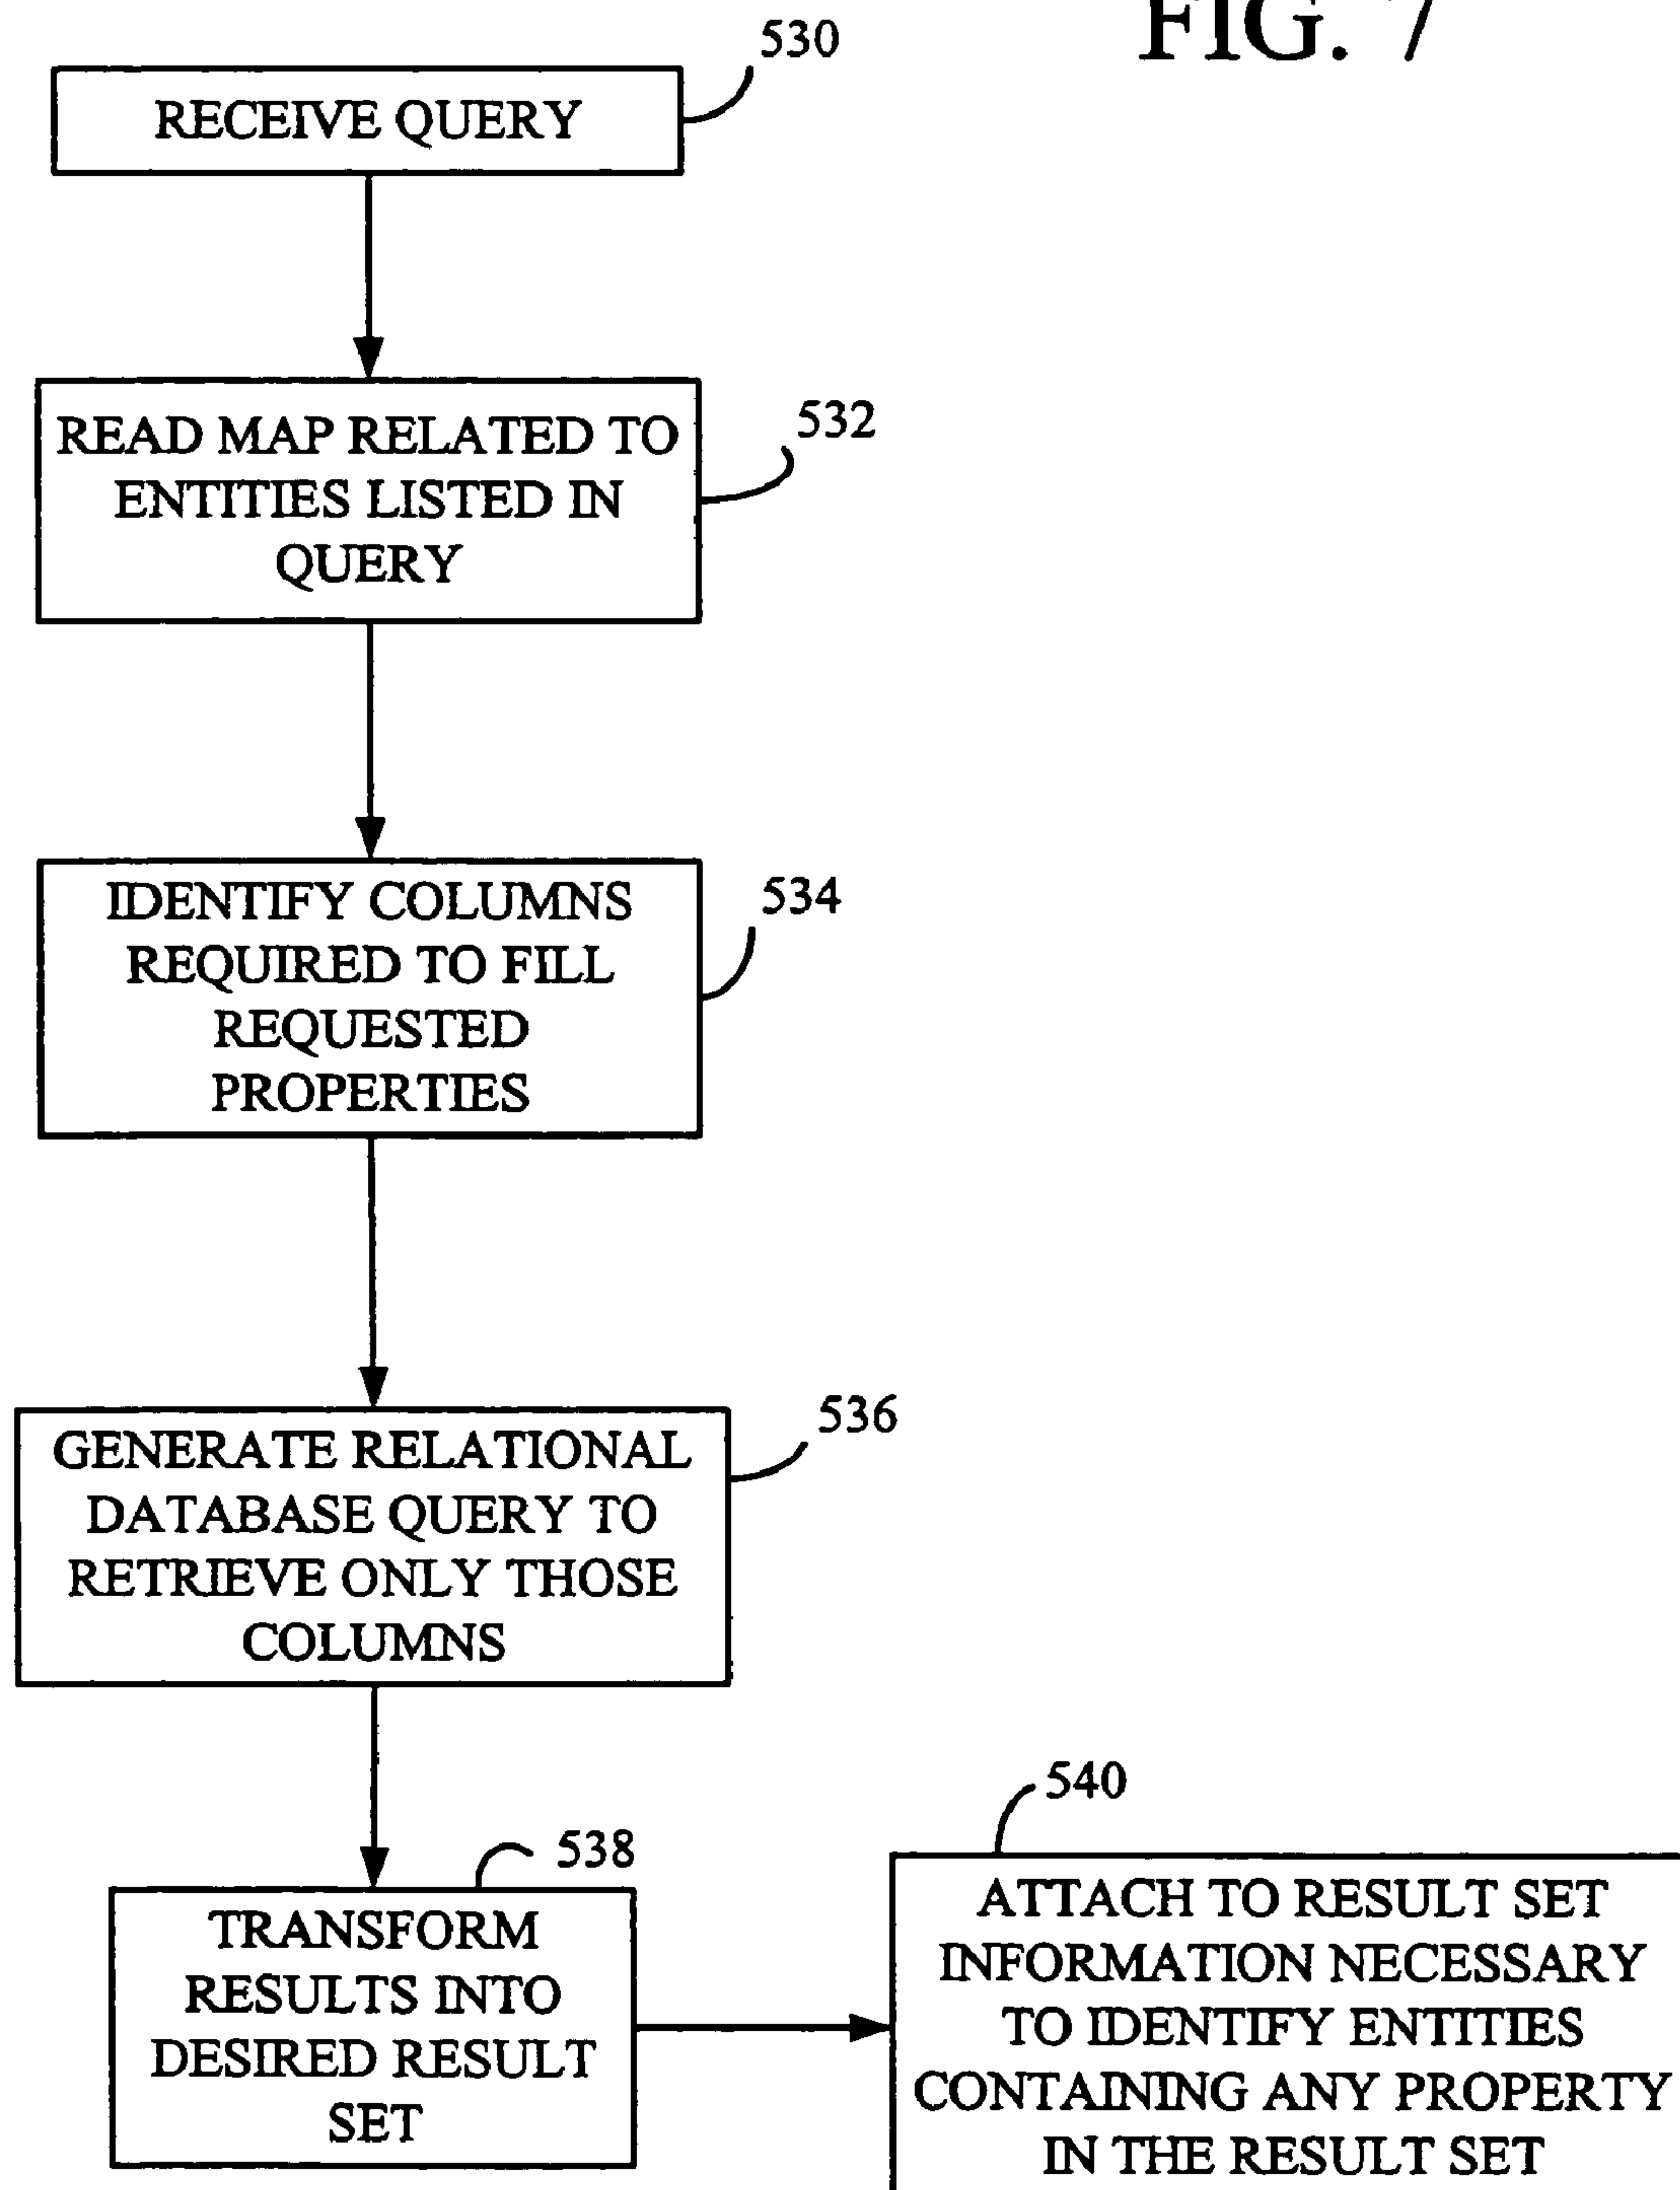 FIG. 7
530
RECEIVE QUERY
532
READ MAP RELATED TO
ENTITIES LISTED IN
QUERY
534
IDENTIFY COLUMNS
REQUIRED TO FILL
REQUESTED
PROPERTIES
536
GENERATE RELATIONAL
DATABASE QUERY TO
RETRIEVE ONLY THOSE
COLUMNS
538
TRANSFORM
RESULTS INTO
DESIRED RESULT
SET
540
ATTACH TO RESULT SET
INFORMATION NECESSARY
TO IDENTIFY ENTITIES
CONTAINING ANY PROPERTY
IN THE RESULT SET